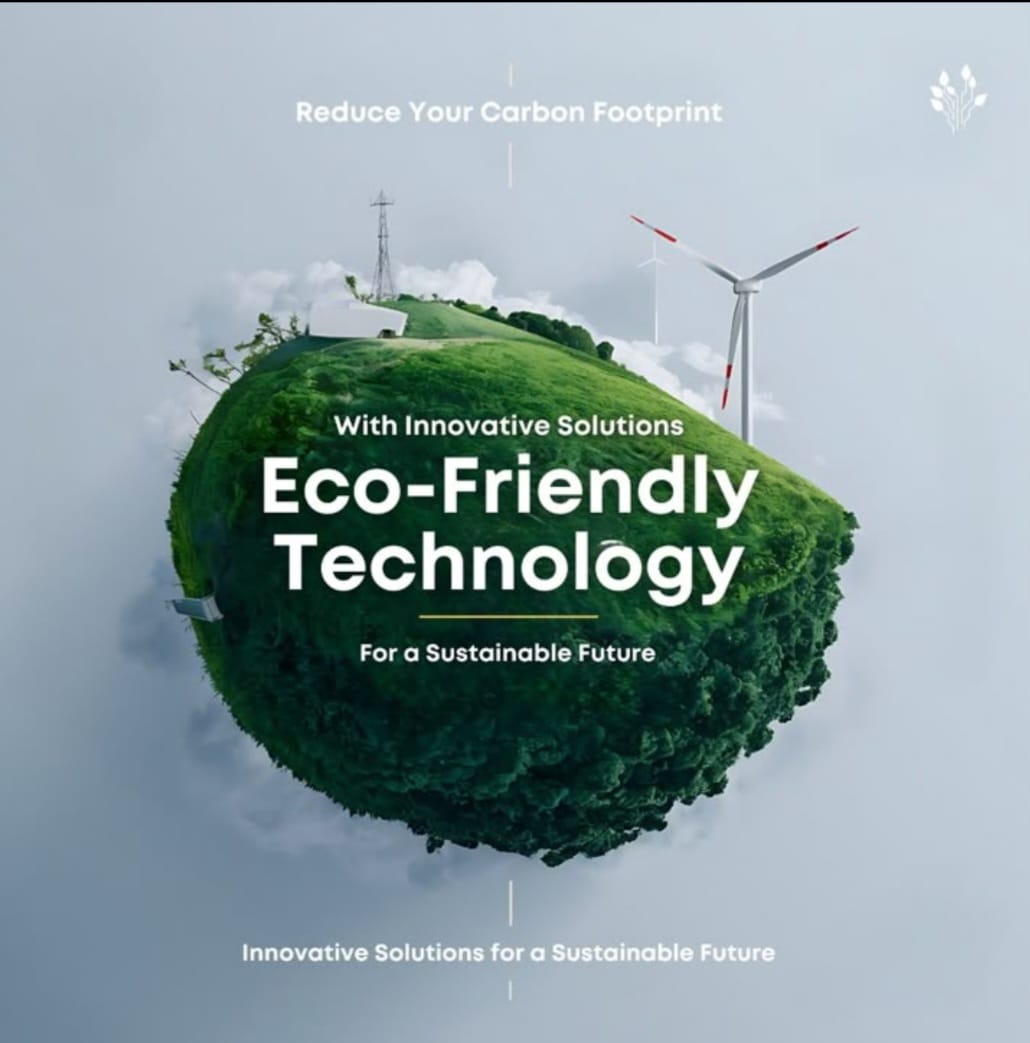 Reduce Your Carbon Footprint
With Innovative Solutions
Eco-Friendly
Technology
For a Sustainable Future
Innovative Solutions for a Sustainable Future